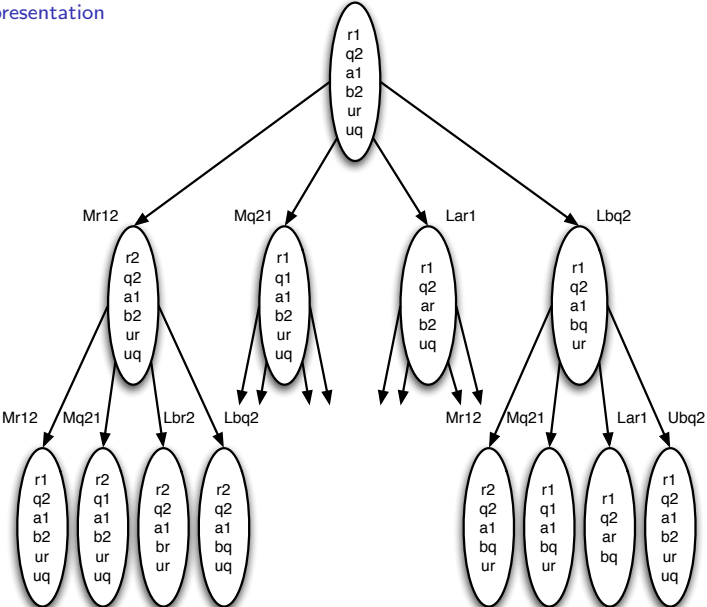 presentation
r1
q2
a1
b2
ur
uq
Mr12
Mq21
Lar1
Lbq2
r2
q2
a1
b2
ur
uq
r1
q1
a1
b2
ur
uq
r1
q2
ar
b2
uq
r1
q2
a1
bq
ur
Mr12
Mq21
Lbr2
Lbq2
Mr12
Mq21
Lar1
Ubq2
r1
q2
a1
b2
ur
uq
r2
q1
a1
b2
ur
uq
r2
q2
a1
br
ur
r2
q2
a1
bq
uq
r2
q2
a1
bq
ur
r1
q1
a1
bq
ur
r1
q2
ar
bq
r1
q2
a1
b2
ur
uq